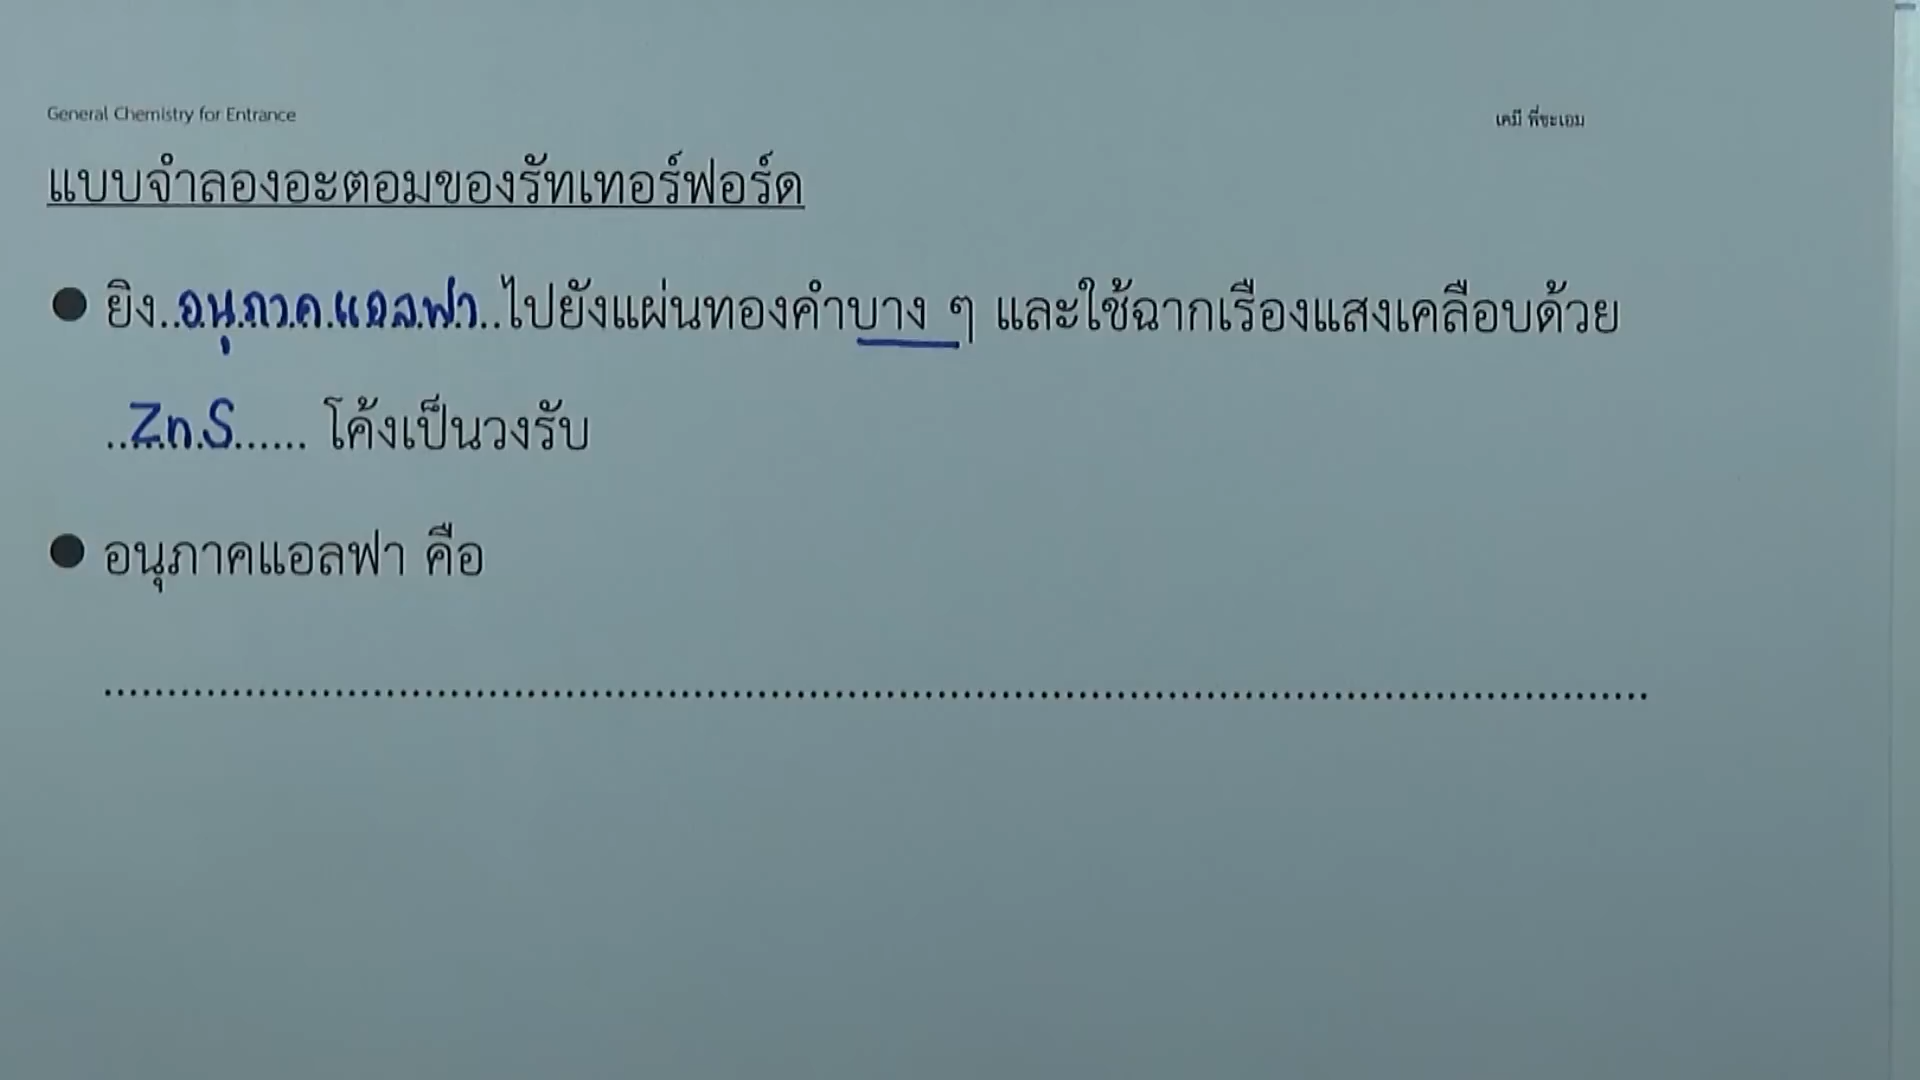 General Chemistry for Entrance
เคมี พี่ชะเอม
แบบจำลองอะตอมของรัทเทอร์ฟอร์ด
● ยิง..อนุภาคแอลฟา..ไปยังแผ่นทองคำบาง ๆ และใช้ฉากเรืองแสงเคลือบด้วย
..ZnS...... โค้งเป็นวงรับ
● อนุภาคแอลฟา คือ